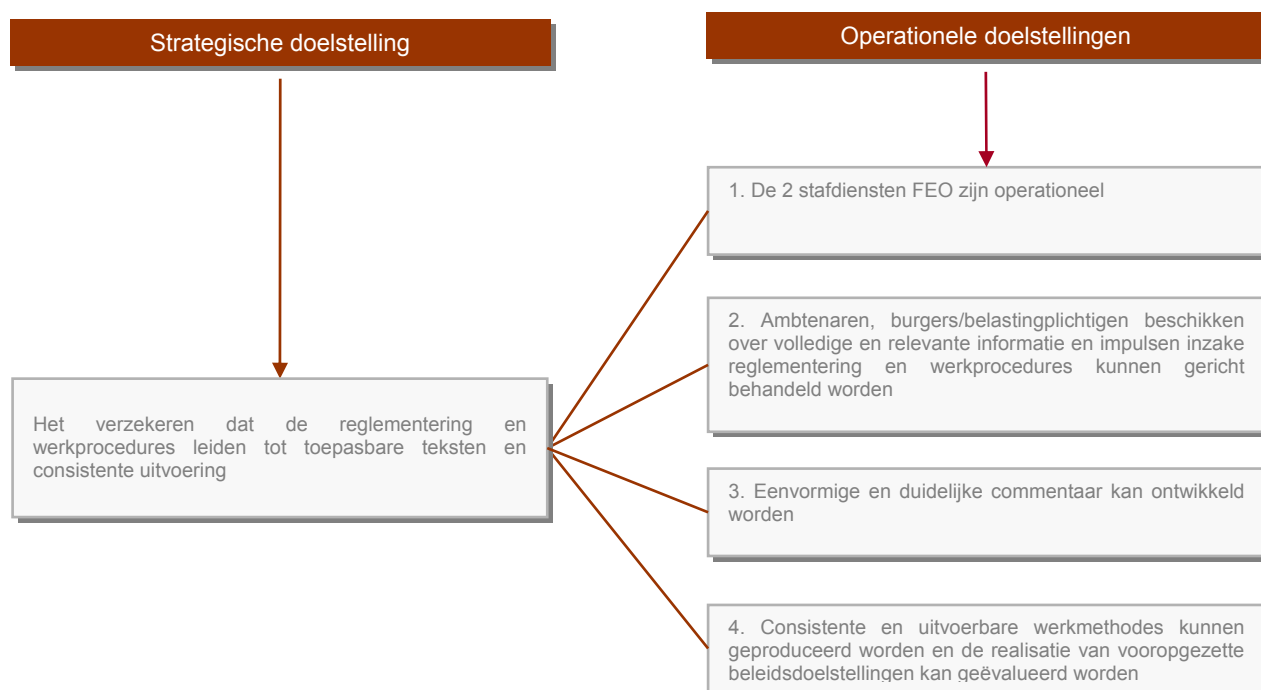 Strategische doelstelling
Operationele doelstellingen
Het verzekeren dat de reglementering en
werkprocedures leiden tot toepasbare teksten en
consistente uitvoering
1. De 2 stafdiensten FEO zijn operationeel
2. Ambtenaren, burgers/belastingplichtigen beschikken
over volledige en relevante informatie en impulsen inzake
reglementering en werkprocedures kunnen gericht
behandeld worden
3. Eenvormige en duidelijke commentaar kan ontwikkeld
worden
4. Consistente en uitvoerbare werkmethodes kunnen
geproduceerd worden en de realisatie van vooropgezette
beleidsdoelstellingen kan geëvalueerd worden